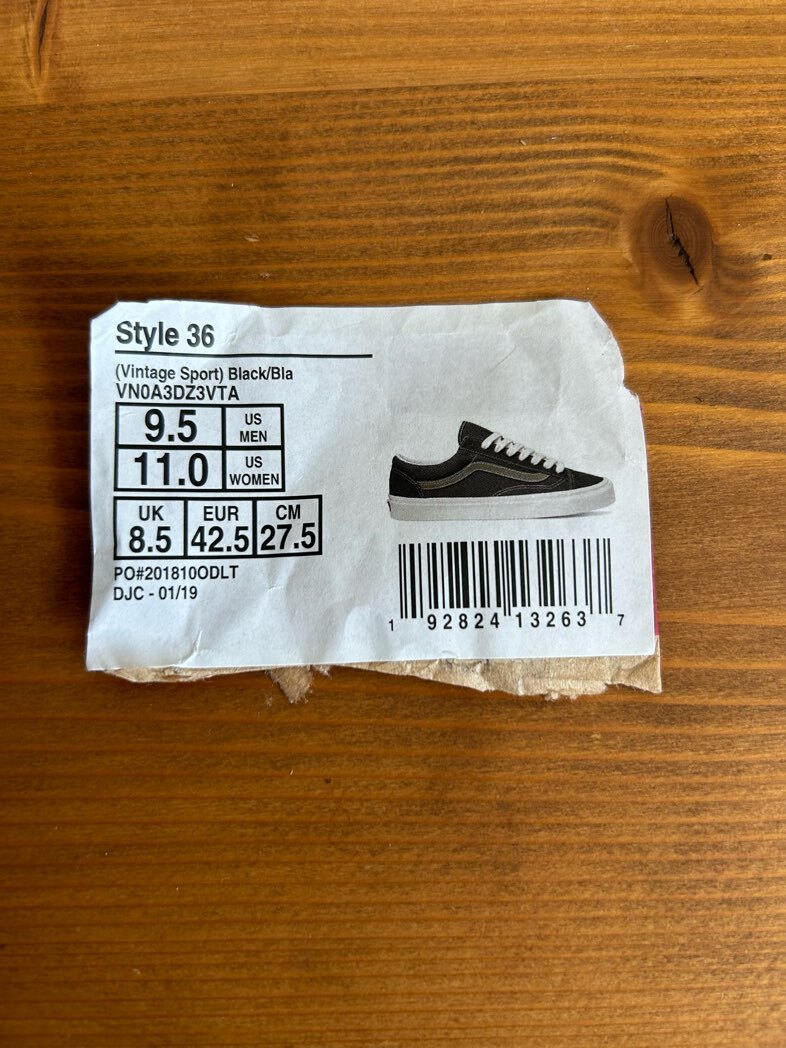 Style 36
(Vintage Sport) Black/Bla
VN0A3DZ3VTA
9.5 US MEN
11.0 US WOMEN
UK EUR CM
8.5 42.5 27.5
PO#201810ODLT
DJC - 01/19
1 92824 13263 7